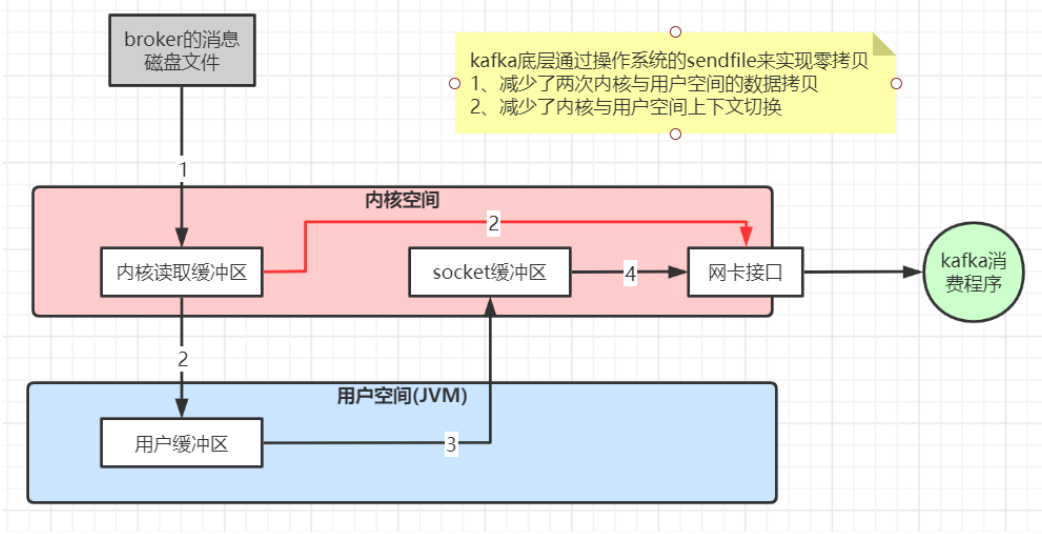 broker的消息
磁盘文件
kafka底层通过操作系统的sendfile来实现零拷贝
1、减少了两次内核与用户空间的数据拷贝
2、减少了内核与用户空间上下文切换
1
内核空间
2
内核读取缓冲区
socket缓冲区
4
网卡接口
kafka消
费程序
2
用户空间(JVM)
用户缓冲区
3